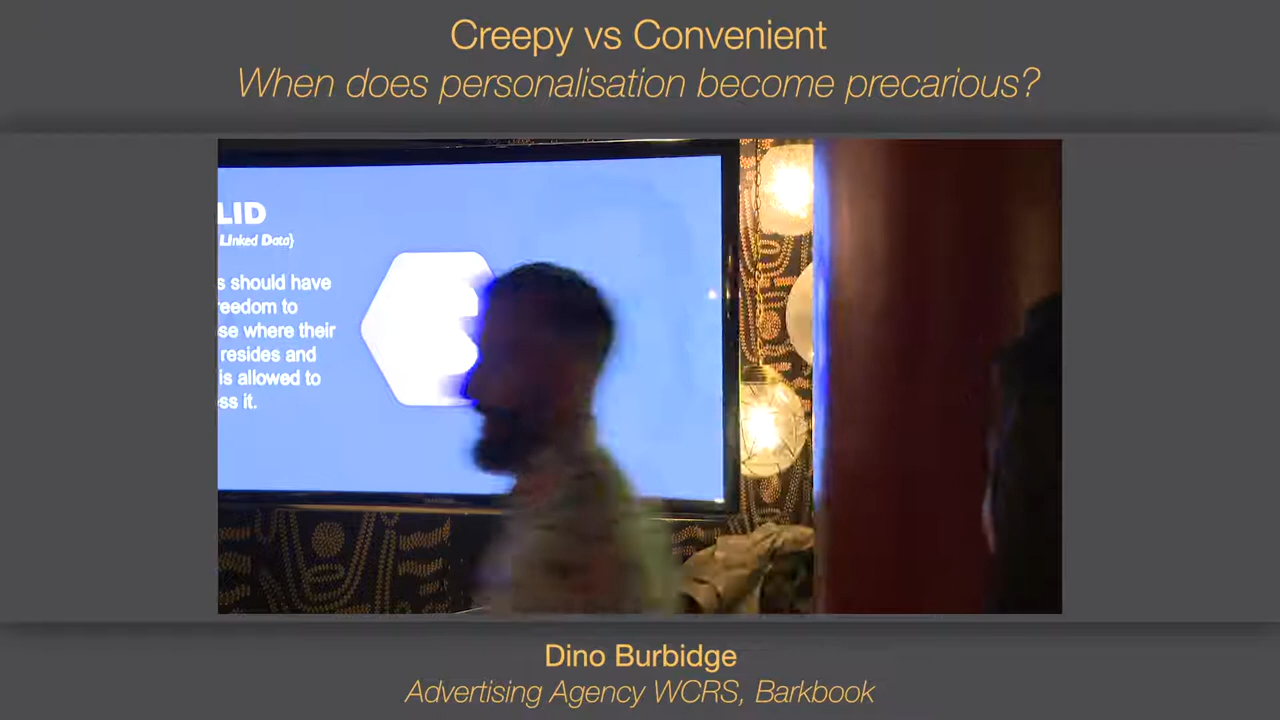 Creepy vs Convenient
When does personalisation become precarious?
LID
Linked Data}
s should have
reedom to
se where their
resides and
is allowed to
ss it.
Dino Burbidge
Advertising Agency WCRS, Barkbook